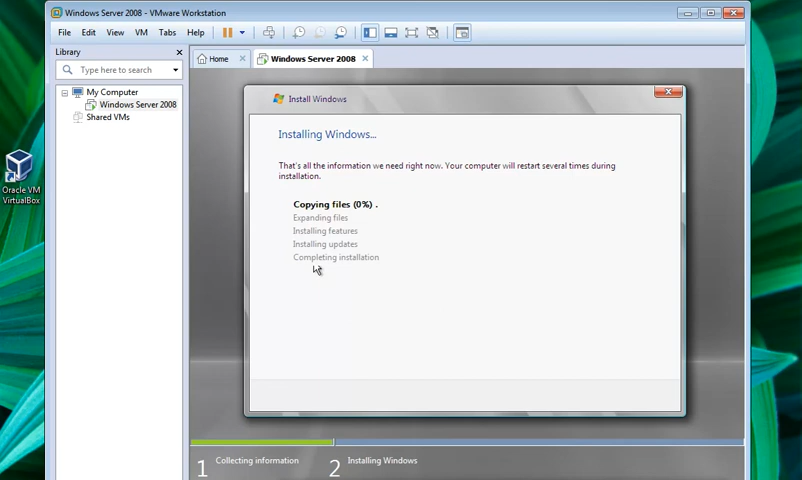 Windows Server 2008 - VMware Workstation
File Edit View VM Tabs Help
Library
Type here to search
My Computer
Windows Server 2008
Shared VMs
Home
Windows Server 2008
Install Windows
Installing Windows...
That's all the information we need right now. Your computer will restart several times during
installation.
Copying files (0%) .
Expanding files
Installing features
Installing updates
Completing installation
Oracle VM
VirtualBox
1 Collecting information
2 Installing Windows